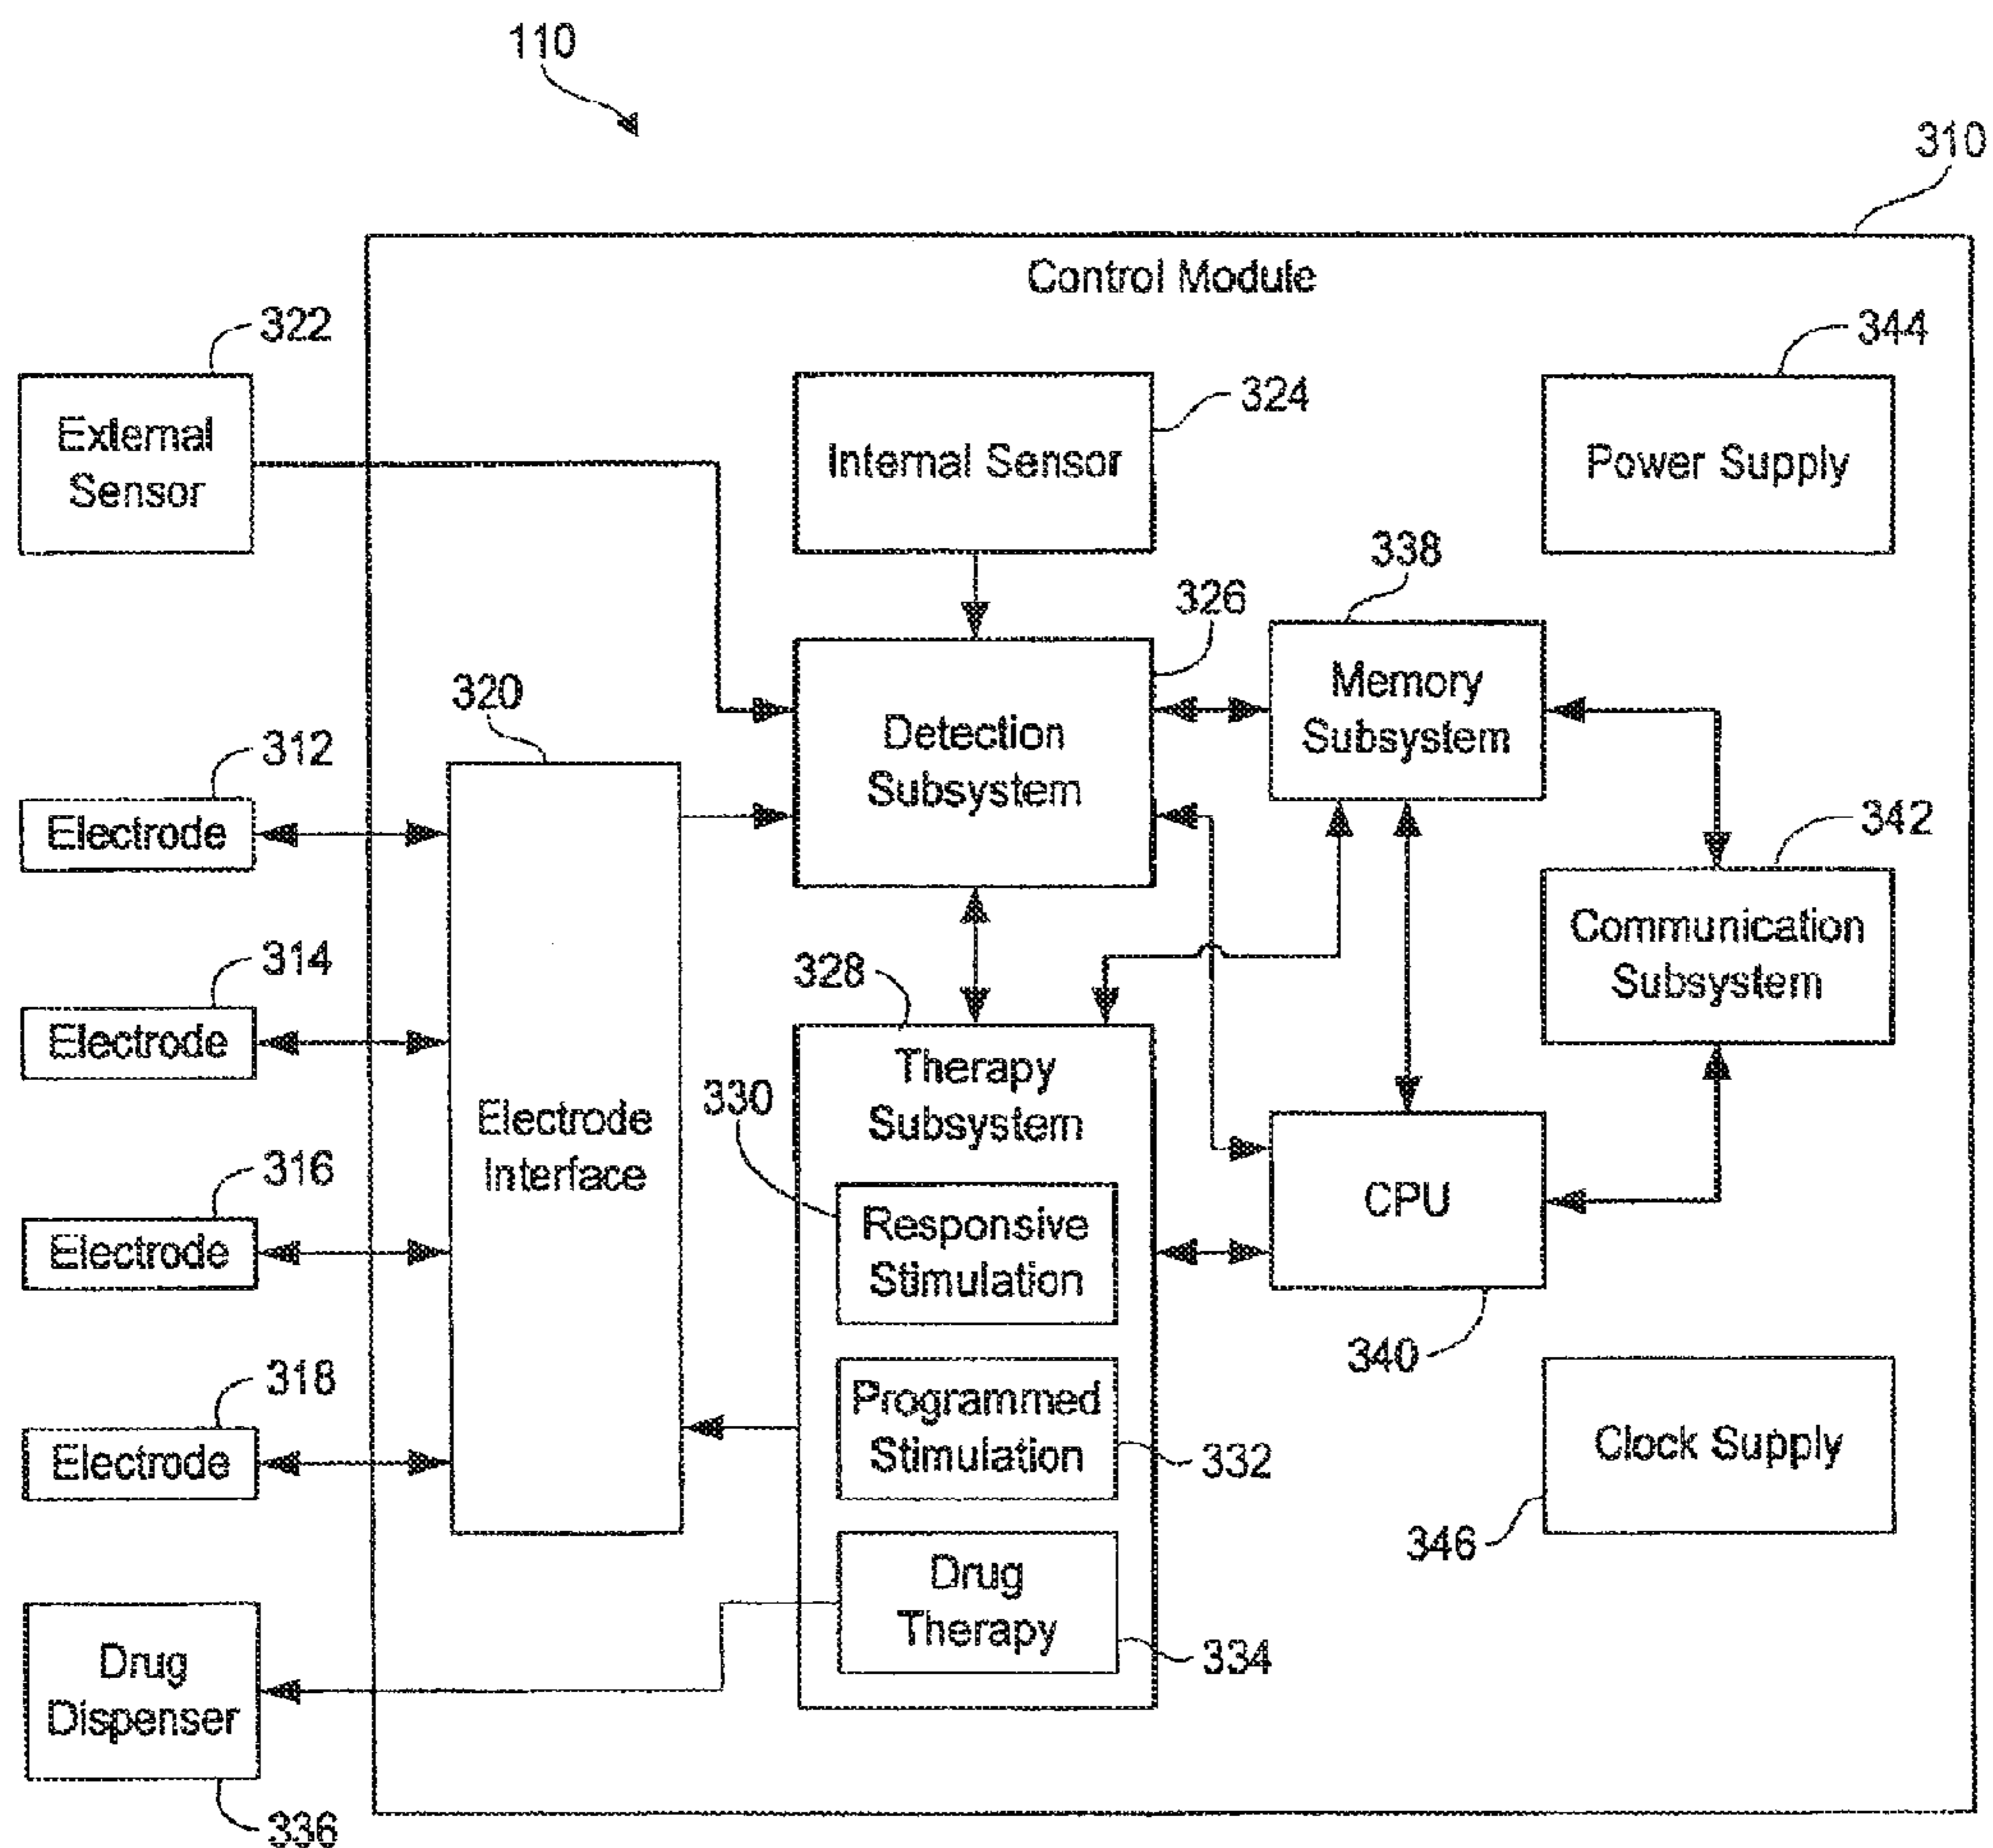 110
310
Control Module
322
344
External
Sensor
324
Internal Sensor
Power Supply
338
326
Memory
Subsystem
320
Detection
Subsystem
312
Electrode
342
Communication
Subsystem
314
Electrode
328
Therapy
Subsystem
330
Electrode
Interface
316
Electrode
Responsive
Stimulation
CPU
340
318
Electrode
Programmed
Stimulation
332
Clock Supply
346
Drug
Therapy
334
Drug
Dispenser
336